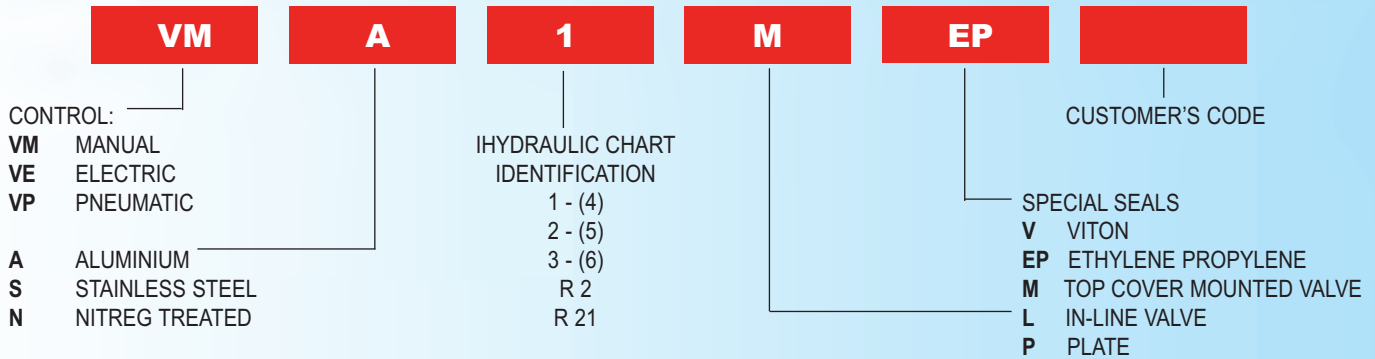 VM A 1 M EP
CONTROL:
VM MANUAL
VE ELECTRIC
VP PNEUMATIC
A ALUMINIUM
S STAINLESS STEEL
N NITREG TREATED
IHYDRAULIC CHART
IDENTIFICATION
1 - (4)
2 - (5)
3 - (6)
R 2
R 21
CUSTOMER'S CODE
SPECIAL SEALS
V VITON
EP ETHYLENE PROPYLENE
M TOP COVER MOUNTED VALVE
L IN-LINE VALVE
P PLATE